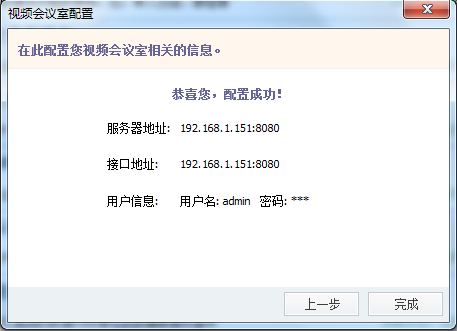 视频会议室配置
在此配置您视频会议室相关的信息。
恭喜您，配置成功！
服务器地址: 192.168.1.151:8080
接口地址: 192.168.1.151:8080
用户信息: 用户名: admin 密码: ***
上一步 完成